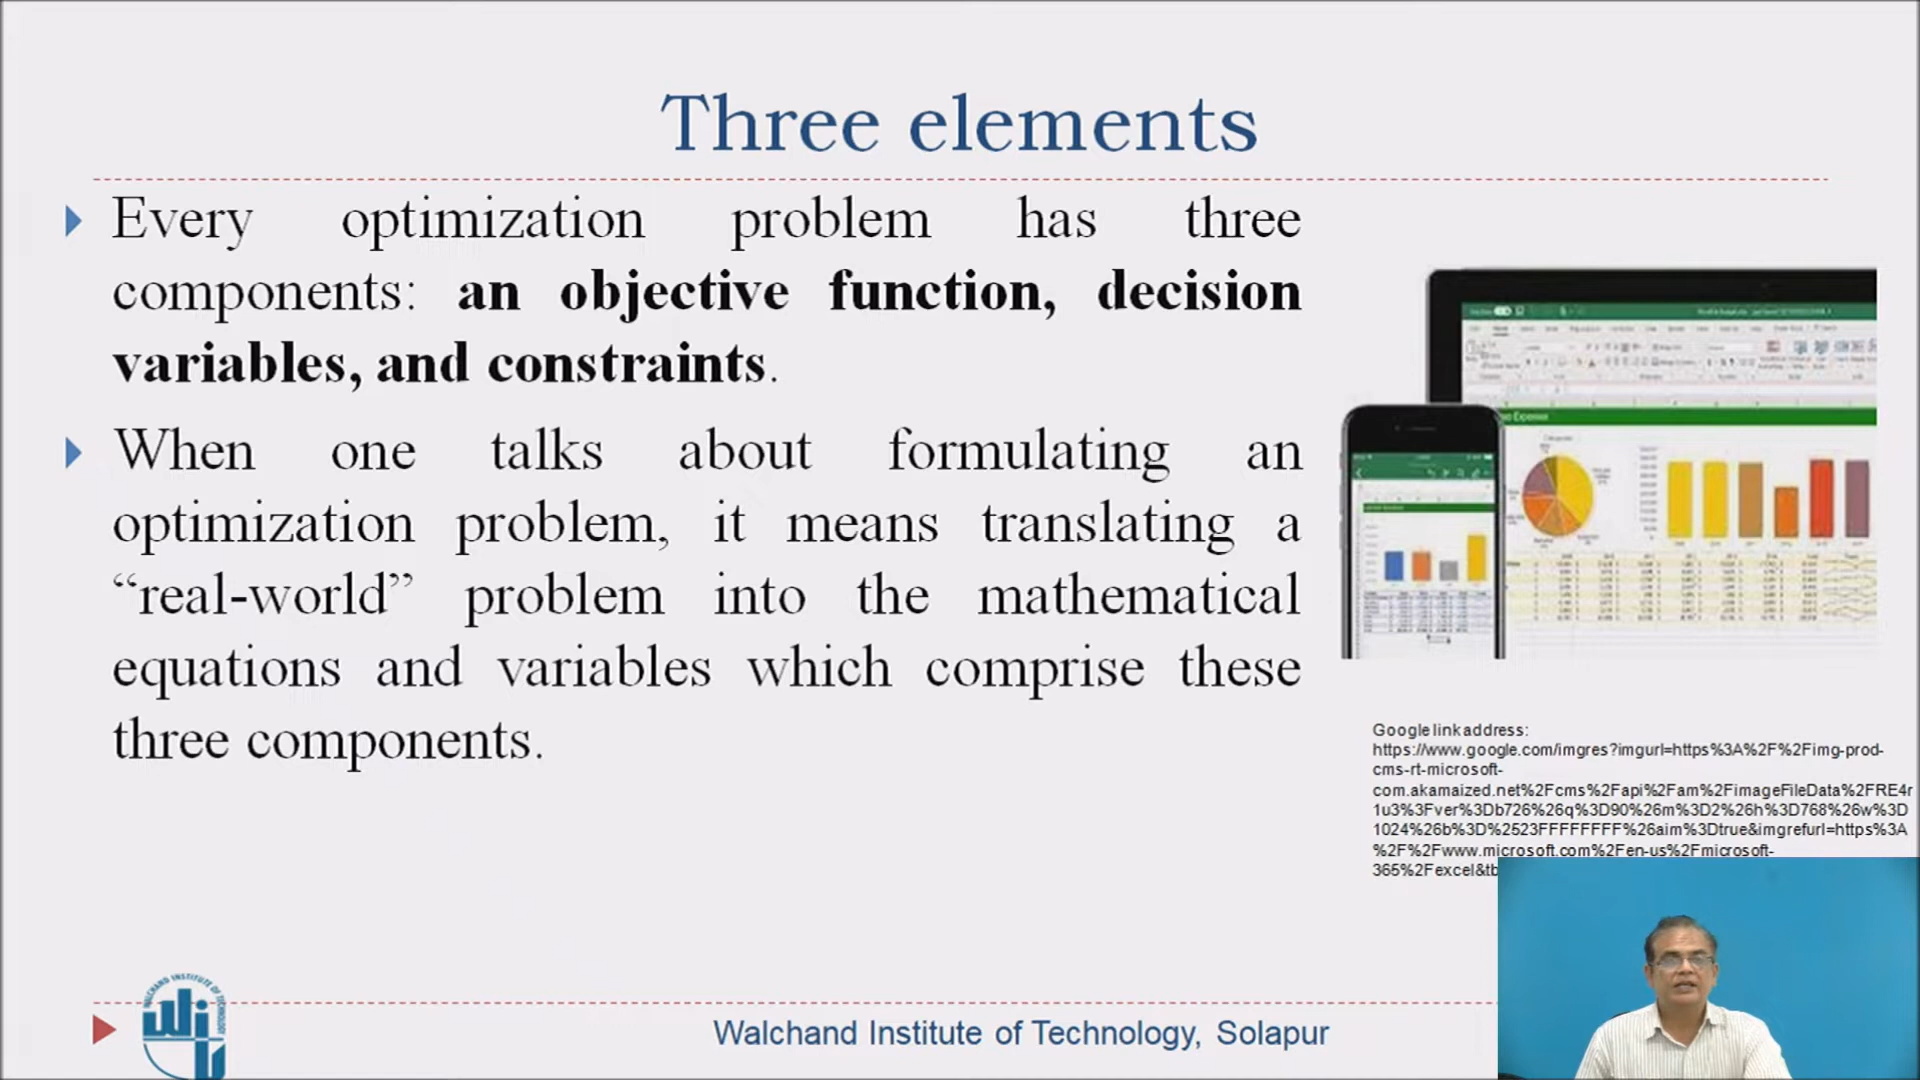 Three elements
Every optimization problem has three
components: an objective function, decision
variables, and constraints.
When one talks about formulating an
optimization problem, it means translating a
“real-world” problem into the mathematical
equations and variables which comprise these
three components.
Google link address:
https://www.google.com/imgres?imgurl=https%3A%2F%2Fimg-prod-
cms-rt-microsoft-
com.akamaized.net%2Fcms%2Fapi%2Fam%2FimageFileData%2FRE4r
1u3%3Fver%3Db726%26q%3D90%26m%3D2%26h%3D768%26w%3D
1024%26b%3D%2523FFFFFFFF%26aim%3Dtrue&imgrefurl=https%3A
%2F%2Fwww.microsoft.com%2Fen-us%2Fmicrosoft-
365%2Fexcel&tb
WALCHAND INSTITUTE OF TECHNOLOGY
Walchand Institute of Technology, Solapur